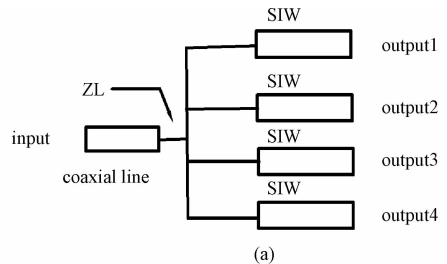 SIW
output1
ZL
SIW
output2
input
SIW
output3
coaxial line
SIW
output4
(a)